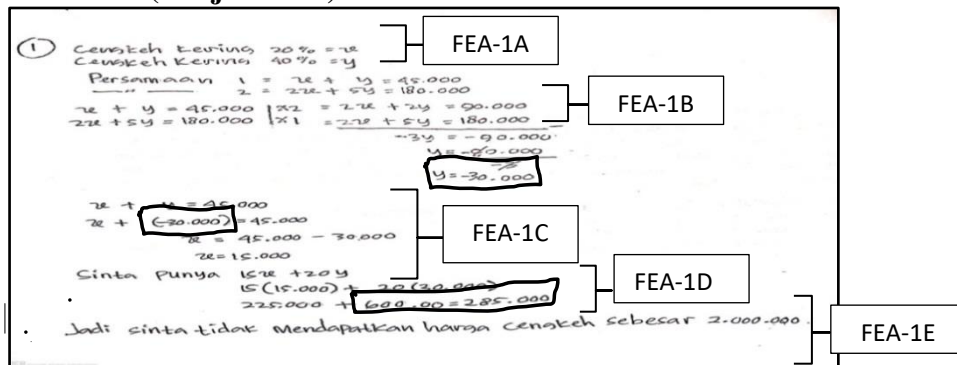 ① Cengkeh Kering 20% = x
FEA-1A
Cengkeh Kering 40% = y
Persamaan 1 = x + y = 45.000
—— " —— 2 = 2x + 5y = 180.000
FEA-1B
x + y = 45.000 | x2 = 2x + 2y = 90.000
2x + 5y = 180.000 | x1 = 2x + 5y = 180.000
-3y = -90.000
y = -90.000
-3
y = -30.000
x + y = 45.000
x + (-30.000) = 45.000
FEA-1C
x = 45.000 - 30.000
x = 15.000
Sinta Punya 15x + 20y
15(15.000) + 20(30.000)
FEA-1D
225.000 + 600.00 = 285.000
Jadi sinta tidak Mendapatkan harga cengkeh sebesar 2.000.000
FEA-1E